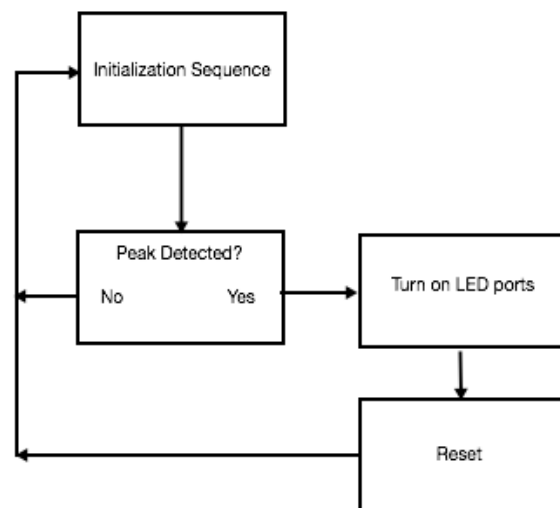 Initialization Sequence
Peak Detected?
No Yes
Turn on LED ports
Reset